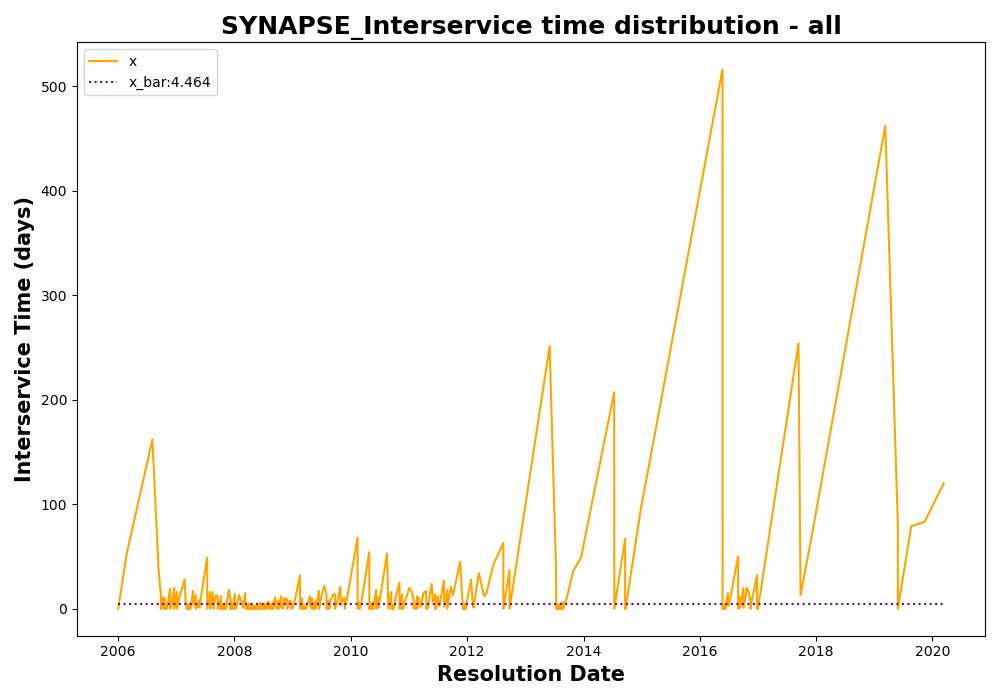 SYNAPSE_Interservice time distribution - all
x
x_bar:4.464
Interservice Time (days)
500
400
300
200
100
0
2006 2008 2010 2012 2014 2016 2018 2020
Resolution Date